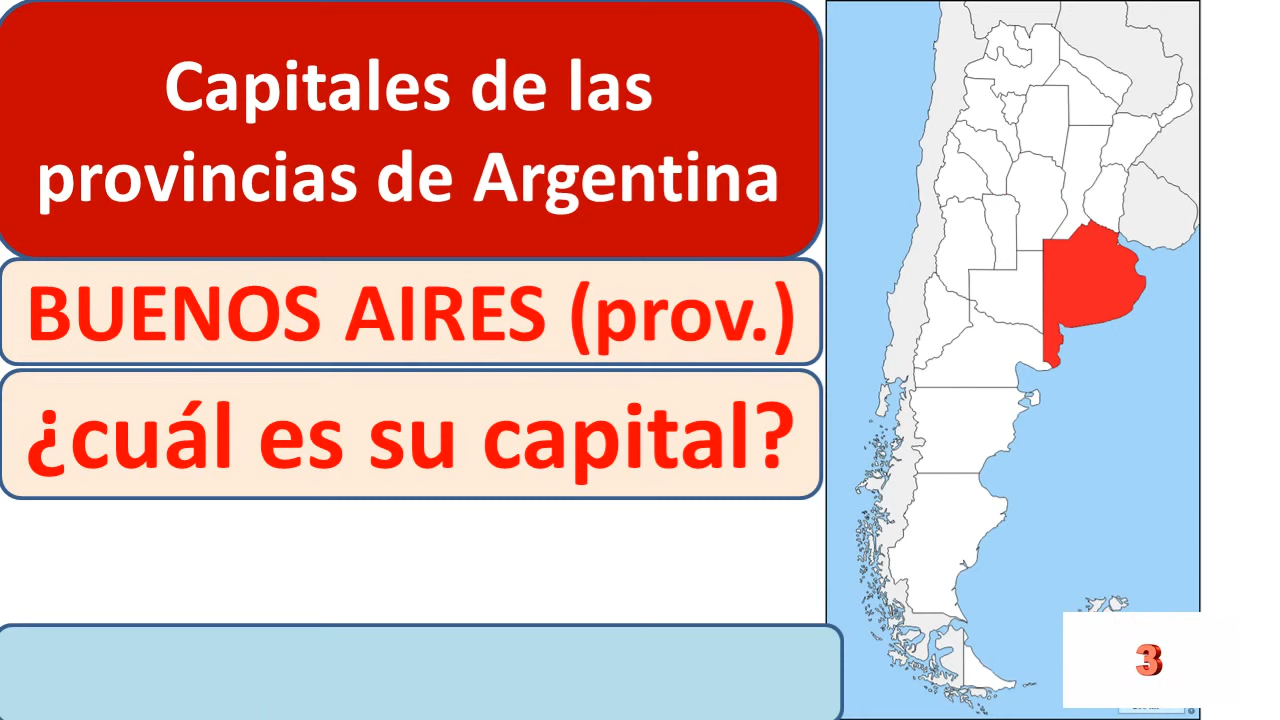 Capitales de las
provincias de Argentina
BUENOS AIRES (prov.)
¿cuál es su capital?
3